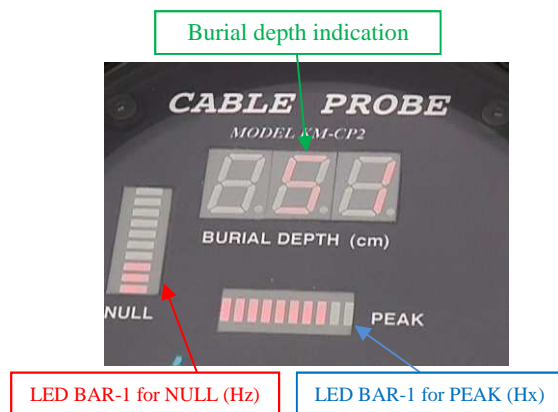 Burial depth indication
CABLE PROBE
MODEL KM-CP2
51
BURIAL DEPTH (cm)
NULL
PEAK
LED BAR-1 for NULL (Hz)
LED BAR-1 for PEAK (Hx)